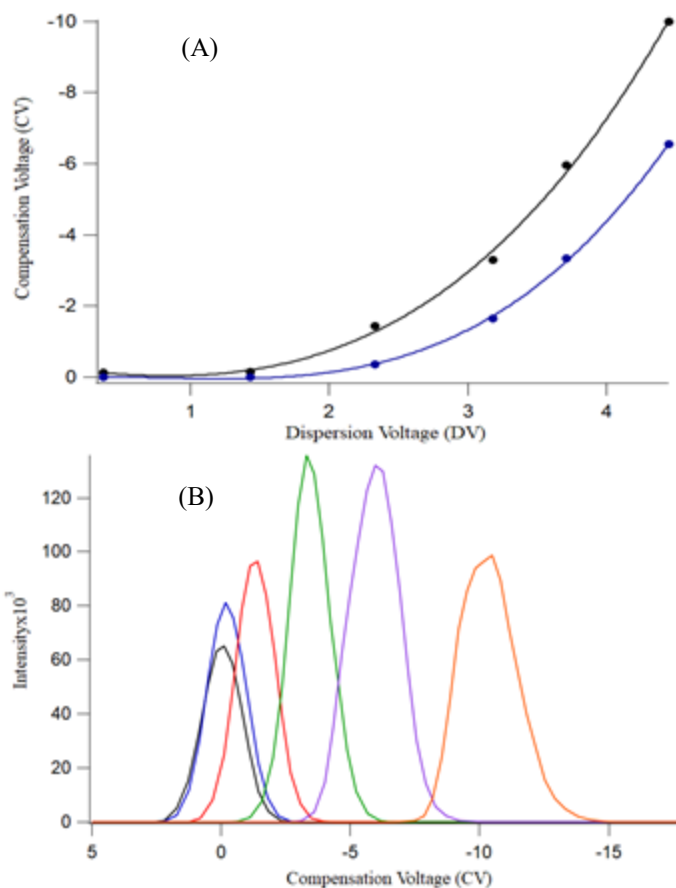 (A)
Compensation Voltage (CV)
-10
-8
-6
-4
-2
0
1 2 3 4
Dispersion Voltage (DV)
(B)
Intensityx10³
120
100
80
60
40
20
0
5 0 -5 -10 -15
Compensation Voltage (CV)